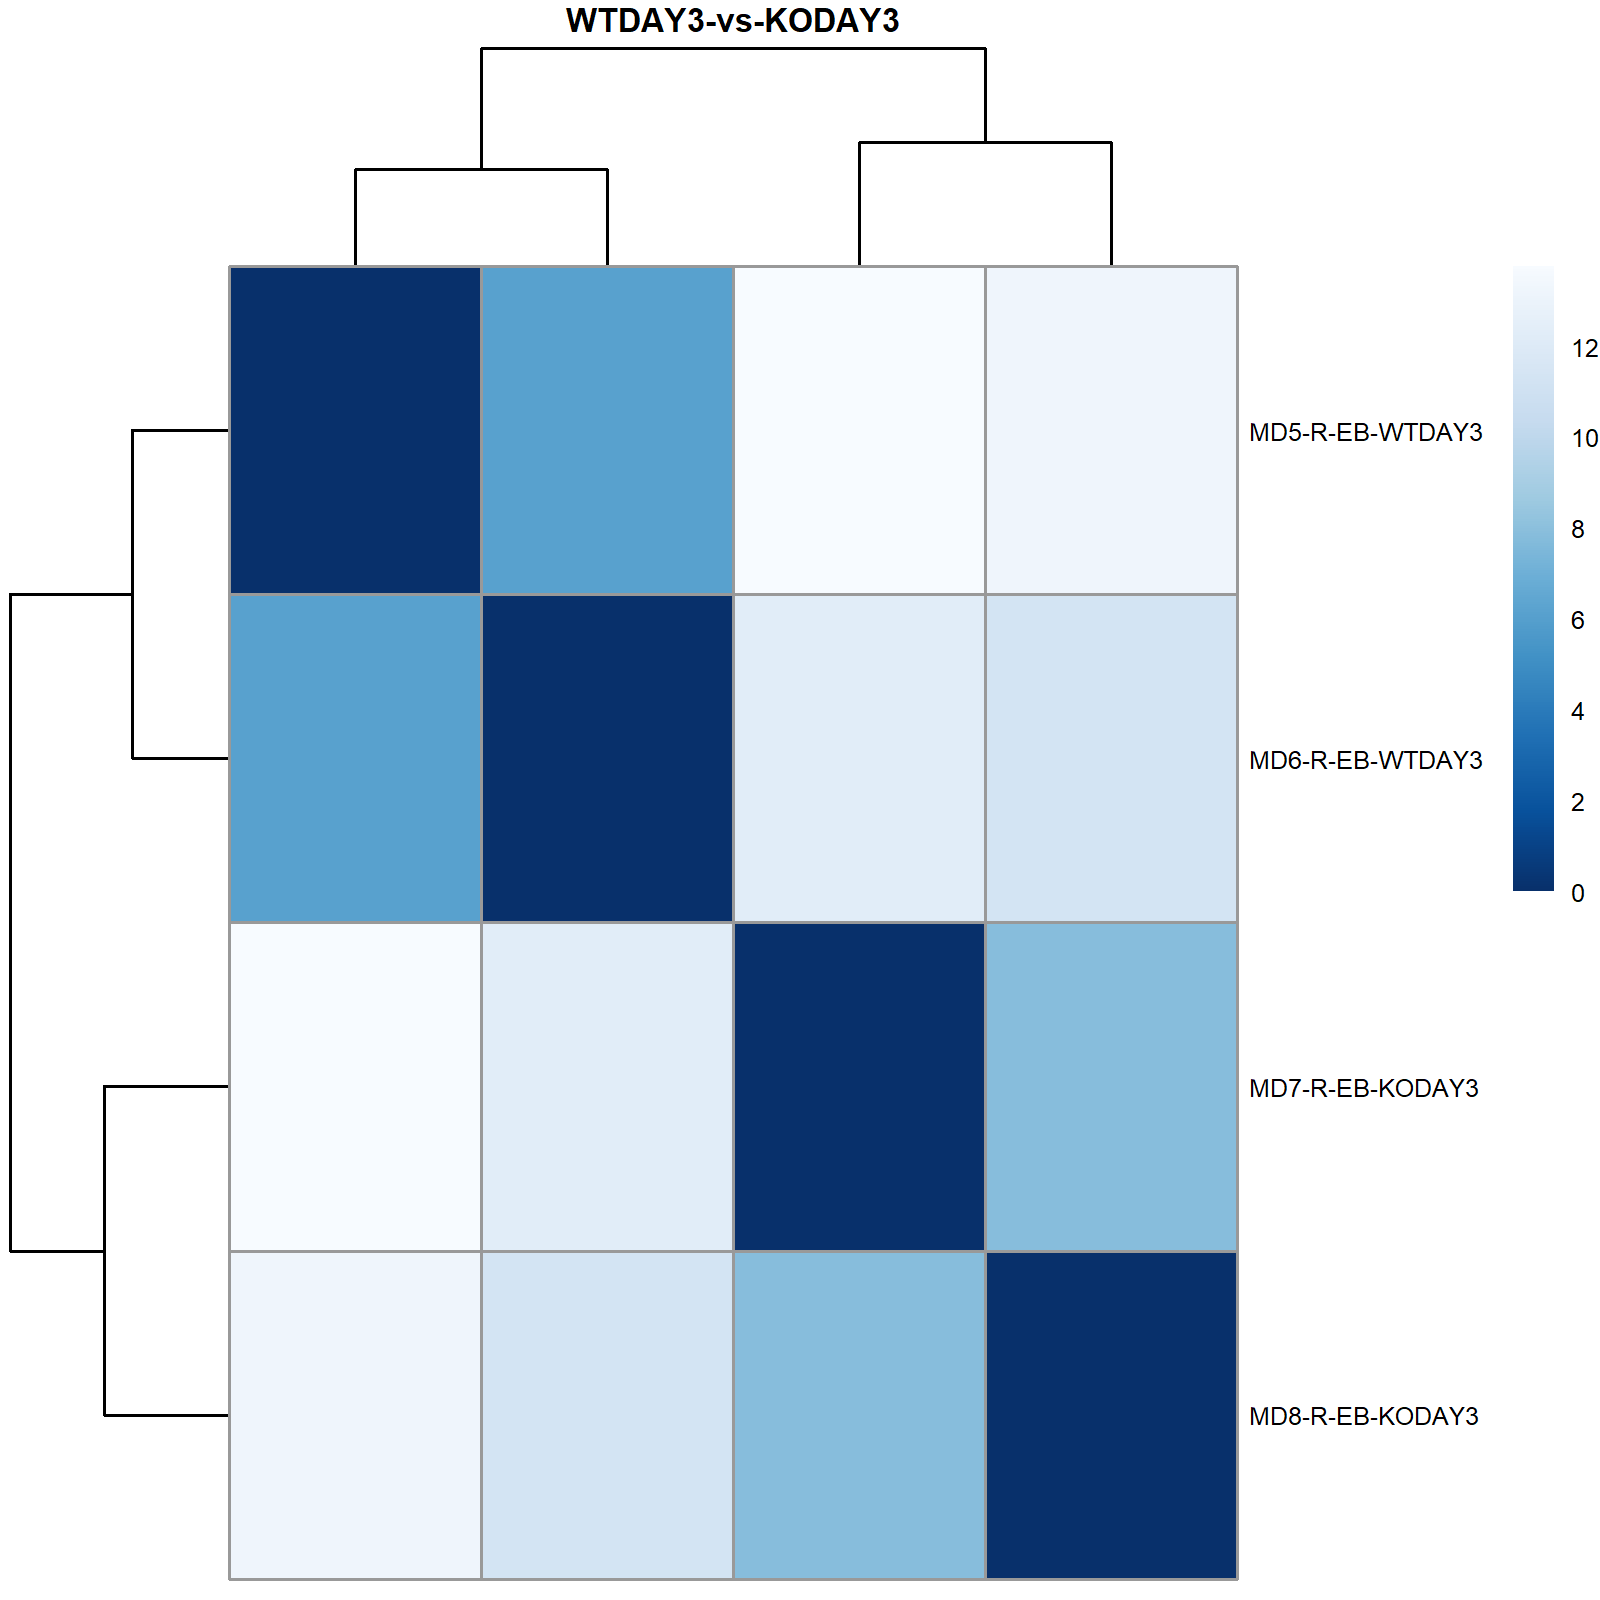 WTDAY3-vs-KODAY3
12
MD5-R-EB-WTDAY3
10
8
6
4
MD6-R-EB-WTDAY3
2
0
MD7-R-EB-KODAY3
MD8-R-EB-KODAY3